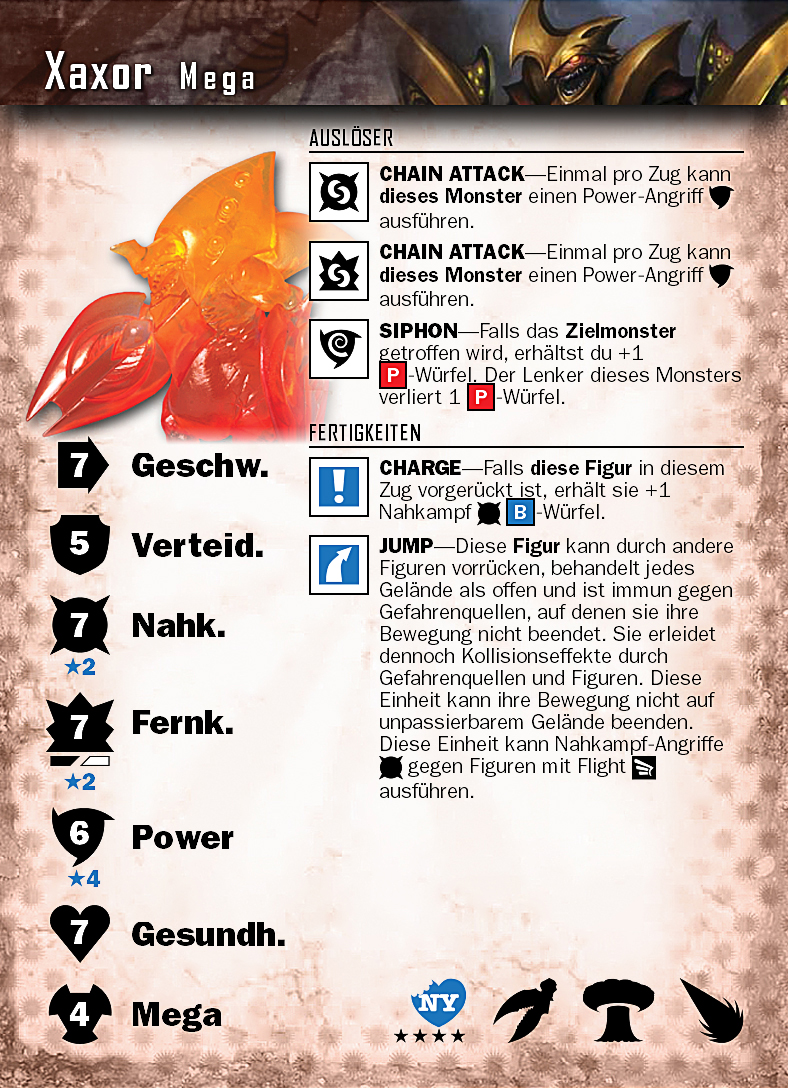 Xaxor Mega
AUSLÖSER
CHAIN ATTACK—Einmal pro Zug kann
dieses Monster einen Power-Angriff
ausführen.
CHAIN ATTACK—Einmal pro Zug kann
dieses Monster einen Power-Angriff
ausführen.
SIPHON—Falls das Zielmonster
getroffen wird, erhältst du +1
P-Würfel. Der Lenker dieses Monsters
verliert 1 P-Würfel.
FERTIGKEITEN
CHARGE—Falls diese Figur in diesem
Zug vorgerückt ist, erhält sie +1
Nahkampf B-Würfel.
JUMP—Diese Figur kann durch andere
Figuren vorrücken, behandelt jedes
Gelände als offen und ist immun gegen
Gefahrenquellen, auf denen sie ihre
Bewegung nicht beendet. Sie erleidet
dennoch Kollisionseffekte durch
Gefahrenquellen und Figuren. Diese
Einheit kann ihre Bewegung nicht auf
unpassierbarem Gelände beenden.
Diese Einheit kann Nahkampf-Angriffe
gegen Figuren mit Flight
ausführen.
7 Geschw.
5 Verteid.
7 Nahk.
★2
7 Fernk.
★2
6 Power
★4
7 Gesundh.
4 Mega
NY
★★★★